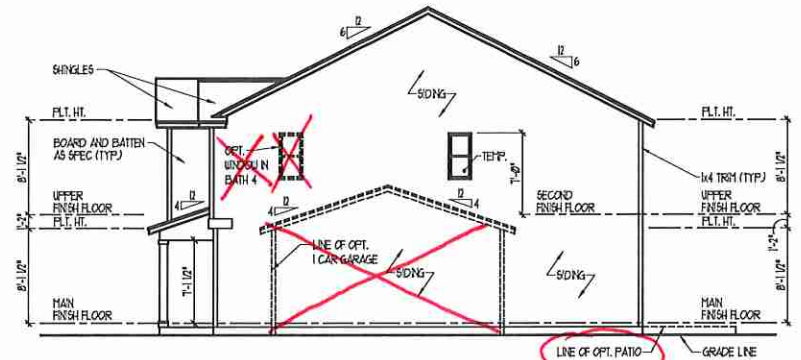 12
6
12
6
SHINGLES
SIDING
PLT. HT.
PLT. HT.
BOARD AND BATTEN
AS SPEC (TYP.)
OPT.
WINDOW IN
BATH 4
TEMP.
8'-1 1/2"
7'-0"
8'-1 1/2"
1x4 TRIM (TYP.)
12
4
12
4
12
4
UPPER
FINISH FLOOR
SECOND
FINISH FLOOR
UPPER
FINISH FLOOR
1'-2"
PLT. HT.
PLT. HT.
1'-2"
LINE OF OPT.
1 CAR GARAGE
SIDING
SIDING
8'-1 1/2"
7'-1 1/2"
8'-1 1/2"
MAIN
FINISH FLOOR
MAIN
FINISH FLOOR
LINE OF OPT. PATIO
GRADE LINE